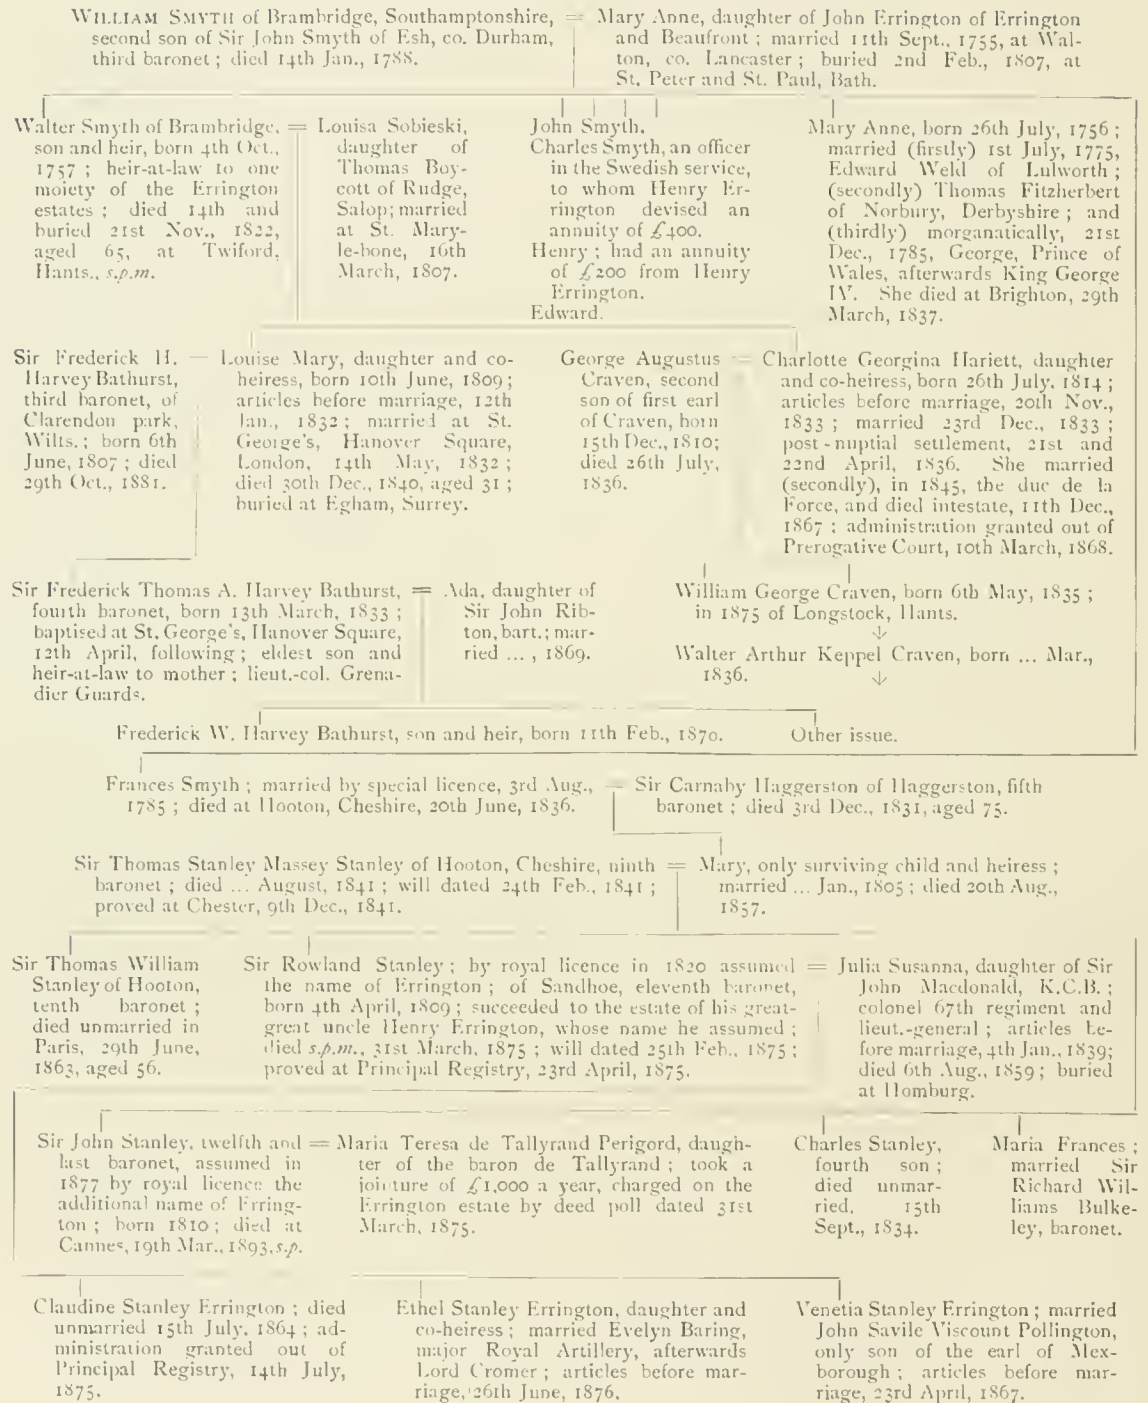 WILLIAM SMYTH of Brambridge, Southamptonshire,
second son of Sir John Smyth of Esh, co. Durham,
third baronet ; died 14th Jan., 1788.
=
Mary Anne, daughter of John Errington of Errington
and Beaufront ; married 11th Sept., 1755, at Wal-
ton, co. Lancaster ; buried 2nd Feb., 1807, at
St. Peter and St. Paul, Bath.
Walter Smyth of Brambridge,
son and heir, born 4th Oct.,
1757 ; heir-at-law to one
moiety of the Errington
estates ; died 14th and
buried 21st Nov., 1822,
aged 65, at Twiford,
Hants., s.p.m.
=
Louisa Sobieski,
daughter of
Thomas Boy-
cott of Rudge,
Salop; married
at St. Mary-
le-bone, 16th
March, 1807.
John Smyth.
Charles Smyth, an officer
in the Swedish service,
to whom Henry Er-
rington devised an
annuity of £400.
Henry ; had an annuity
of £200 from Henry
Errington.
Edward.
Mary Anne, born 26th July, 1756 ;
married (firstly) 1st July, 1775,
Edward Weld of Lulworth ;
(secondly) Thomas Fitzherbert
of Norbury, Derbyshire ; and
(thirdly) morganatically, 21st
Dec., 1785, George, Prince of
Wales, afterwards King George
IV. She died at Brighton, 29th
March, 1837.
Sir Frederick H.
Harvey Bathurst,
third baronet, of
Clarendon park,
Wilts. ; born 6th
June, 1807 ; died
29th Oct., 1881.
=
Louise Mary, daughter and co-
heiress, born 10th June, 1809 ;
articles before marriage, 12th
Jan., 1832 ; married at St.
George's, Hanover Square,
London, 14th May, 1832 ;
died 30th Dec., 1840, aged 31 ;
buried at Egham, Surrey.
George Augustus
Craven, second
son of first earl
of Craven, born
15th Dec., 1810;
died 26th July,
1836.
=
Charlotte Georgina Hariett, daughter
and co-heiress, born 26th July, 1814 ;
articles before marriage, 20th Nov.,
1833 ; married 23rd Dec., 1833 ;
post-nuptial settlement, 21st and
22nd April, 1836. She married
(secondly), in 1845, the duc de la
Force, and died intestate, 11th Dec.,
1867 ; administration granted out of
Prerogative Court, 10th March, 1868.
Sir Frederick Thomas A. Harvey Bathurst,
fourth baronet, born 13th March, 1833 ;
baptised at St. George's, Hanover Square,
12th April, following ; eldest son and
heir-at-law to mother ; lieut.-col. Grena-
dier Guards.
=
Ada, daughter of
Sir John Rib-
ton, bart.; mar-
ried ... , 1869.
William George Craven, born 6th May, 1835 ;
in 1875 of Longstock, Hants.
Walter Arthur Keppel Craven, born ... Mar.,
1836.
Frederick W. Harvey Bathurst, son and heir, born 11th Feb., 1870.
Other issue.
Frances Smyth ; married by special licence, 3rd Aug.,
1785 ; died at Hooton, Cheshire, 20th June, 1836.
=
Sir Carnaby Haggerston of Haggerston, fifth
baronet ; died 3rd Dec., 1831, aged 75.
Sir Thomas Stanley Massey Stanley of Hooton, Cheshire, ninth
baronet ; died ... August, 1841 ; will dated 24th Feb., 1841 ;
proved at Chester, 9th Dec., 1841.
=
Mary, only surviving child and heiress ;
married ... Jan., 1805 ; died 20th Aug.,
1857.
Sir Thomas William
Stanley of Hooton,
tenth baronet ;
died unmarried in
Paris, 29th June,
1863, aged 56.
Sir Rowland Stanley ; by royal licence in 1820 assumed
the name of Errington ; of Sandhoe, eleventh baronet,
born 4th April, 1809 ; succeeded to the estate of his great-
great uncle Henry Errington, whose name he assumed ;
died s.p.m., 31st March, 1875 ; will dated 25th Feb., 1875 ;
proved at Principal Registry, 23rd April, 1875.
=
Julia Susanna, daughter of Sir
John Macdonald, K.C.B. ;
colonel 67th regiment and
lieut.-general ; articles be-
fore marriage, 4th Jan., 1839;
died 6th Aug., 1859 ; buried
at Homburg.
Sir John Stanley, twelfth and
last baronet, assumed in
1877 by royal licence the
additional name of Erring-
ton ; born 1810 ; died at
Cannes, 19th Mar., 1893, s.p.
=
Maria Teresa de Tallyrand Perigord, daugh-
ter of the baron de Tallyrand ; took a
jointure of £1,000 a year, charged on the
Errington estate by deed poll dated 31st
March, 1875.
Charles Stanley,
fourth son ;
died unmar-
ried, 15th
Sept., 1834.
Maria Frances ;
married Sir
Richard Wil-
liams Bulke-
ley, baronet.
Claudine Stanley Errington ; died
unmarried 15th July, 1864 ; ad-
ministration granted out of
Principal Registry, 14th July,
1875.
Ethel Stanley Errington, daughter and
co-heiress ; married Evelyn Baring,
major Royal Artillery, afterwards
Lord Cromer ; articles before mar-
riage, 26th June, 1876.
Venetia Stanley Errington ; married
John Savile Viscount Pollington,
only son of the earl of Mex-
borough ; articles before mar-
riage, 23rd April, 1867.